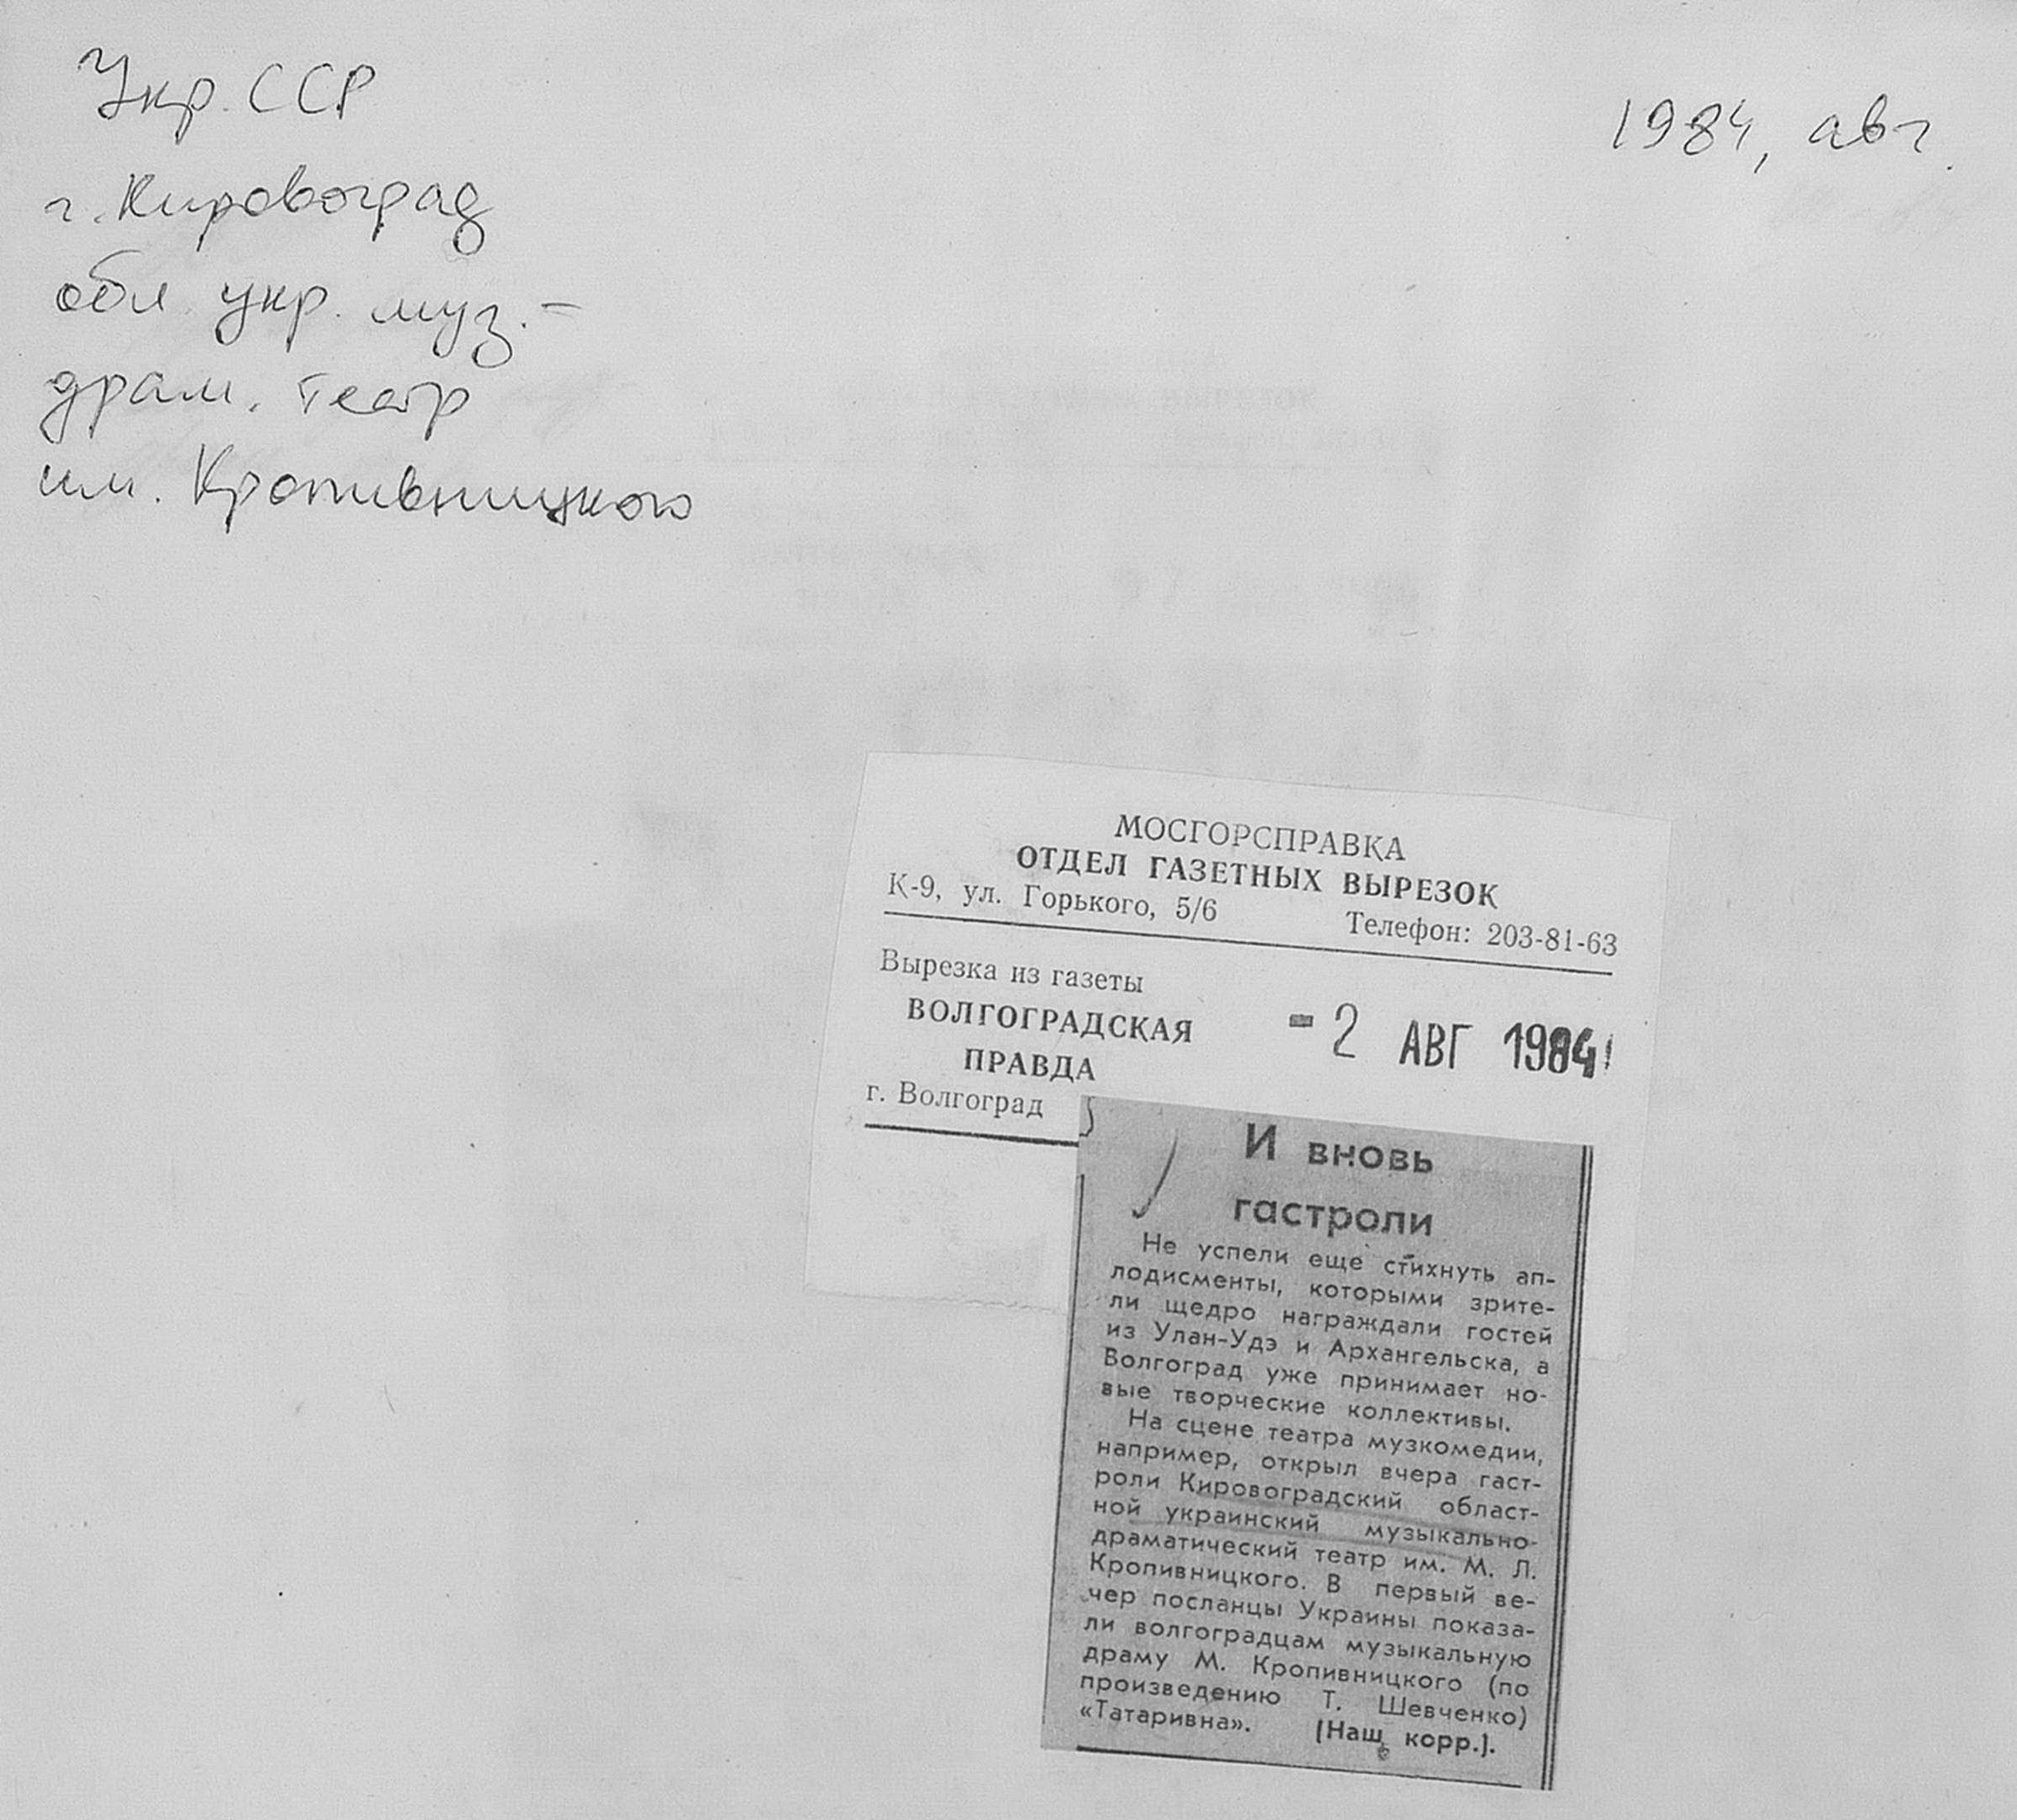 Укр. ССР
г. Кировоград
обл. укр. муз.-
драм. театр
им. Кропивницкого
1984, авг.
МОСГОРСПРАВКА
ОТДЕЛ ГАЗЕТНЫХ ВЫРЕЗОК
К-9, ул. Горького, 5/6 Телефон: 203-81-63
Вырезка из газеты
ВОЛГОГРАДСКАЯ
ПРАВДА
г. Волгоград
- 2 АВГ 1984
И вновь
гастроли
Не успели еще стихнуть ап-
лодисменты, которыми зрите-
ли щедро награждали гостей
из Улан-Удэ и Архангельска, а
Волгоград уже принимает но-
вые творческие коллективы.
На сцене театра музкомедии,
например, открыл вчера гаст-
роли Кировоградский област-
ной украинский музыкально-
драматический театр им. М. Л.
Кропивницкого. В первый ве-
чер посланцы Украины показа-
ли волгоградцам музыкальную
драму М. Кропивницкого (по
произведению Т. Шевченко)
«Татаривна». (Наш корр.).